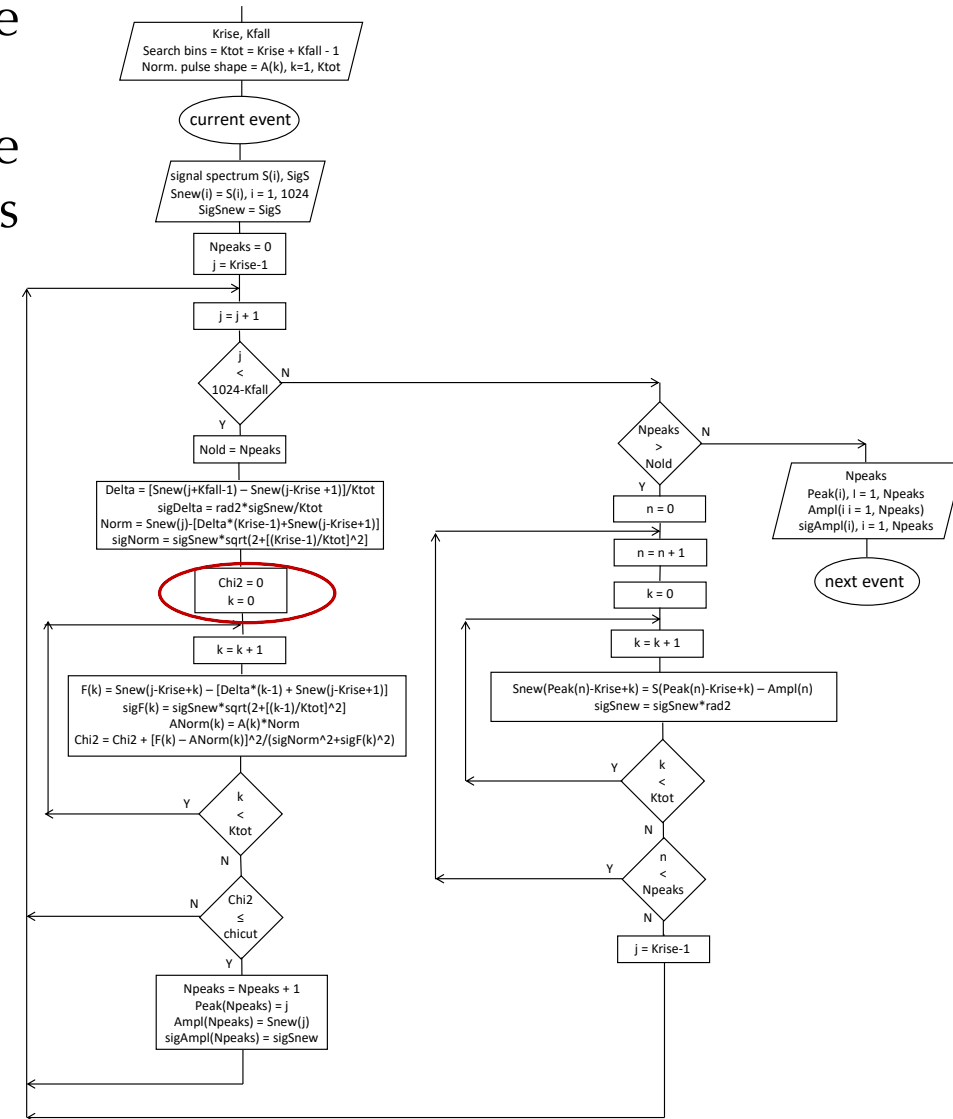 e
e
s
Krise, Kfall
Search bins = Ktot = Krise + Kfall - 1
Norm. pulse shape = A(k), k=1, Ktot
current event
signal spectrum S(i), SigS
Snew(i) = S(i), i = 1, 1024
SigSnew = SigS
Npeaks = 0
j = Krise-1
j = j + 1
j
<
1024-Kfall
N
Y
Nold = Npeaks
Delta = [Snew(j+Kfall-1) – Snew(j-Krise +1)]/Ktot
sigDelta = rad2*sigSnew/Ktot
Norm = Snew(j)-[Delta*(Krise-1)+Snew(j-Krise+1)]
sigNorm = sigSnew*sqrt(2+[(Krise-1)/Ktot]^2]
Chi2 = 0
k = 0
k = k + 1
F(k) = Snew(j-Krise+k) – [Delta*(k-1) + Snew(j-Krise+1)]
sigF(k) = sigSnew*sqrt(2+[(k-1)/Ktot]^2]
ANorm(k) = A(k)*Norm
Chi2 = Chi2 + [F(k) – ANorm(k)]^2/(sigNorm^2+sigF(k)^2)
k
<
Ktot
Y
N
Chi2
≤
chicut
N
Y
Npeaks = Npeaks + 1
Peak(Npeaks) = j
Ampl(Npeaks) = Snew(j)
sigAmpl(Npeaks) = sigSnew
Npeaks
>
Nold
N
Y
n = 0
n = n + 1
k = 0
k = k + 1
Snew(Peak(n)-Krise+k) = S(Peak(n)-Krise+k) – Ampl(n)
sigSnew = sigSnew*rad2
k
<
Ktot
Y
N
n
<
Npeaks
Y
N
j = Krise-1
Npeaks
Peak(i), I = 1, Npeaks
Ampl(i i = 1, Npeaks)
sigAmpl(i), i = 1, Npeaks
next event